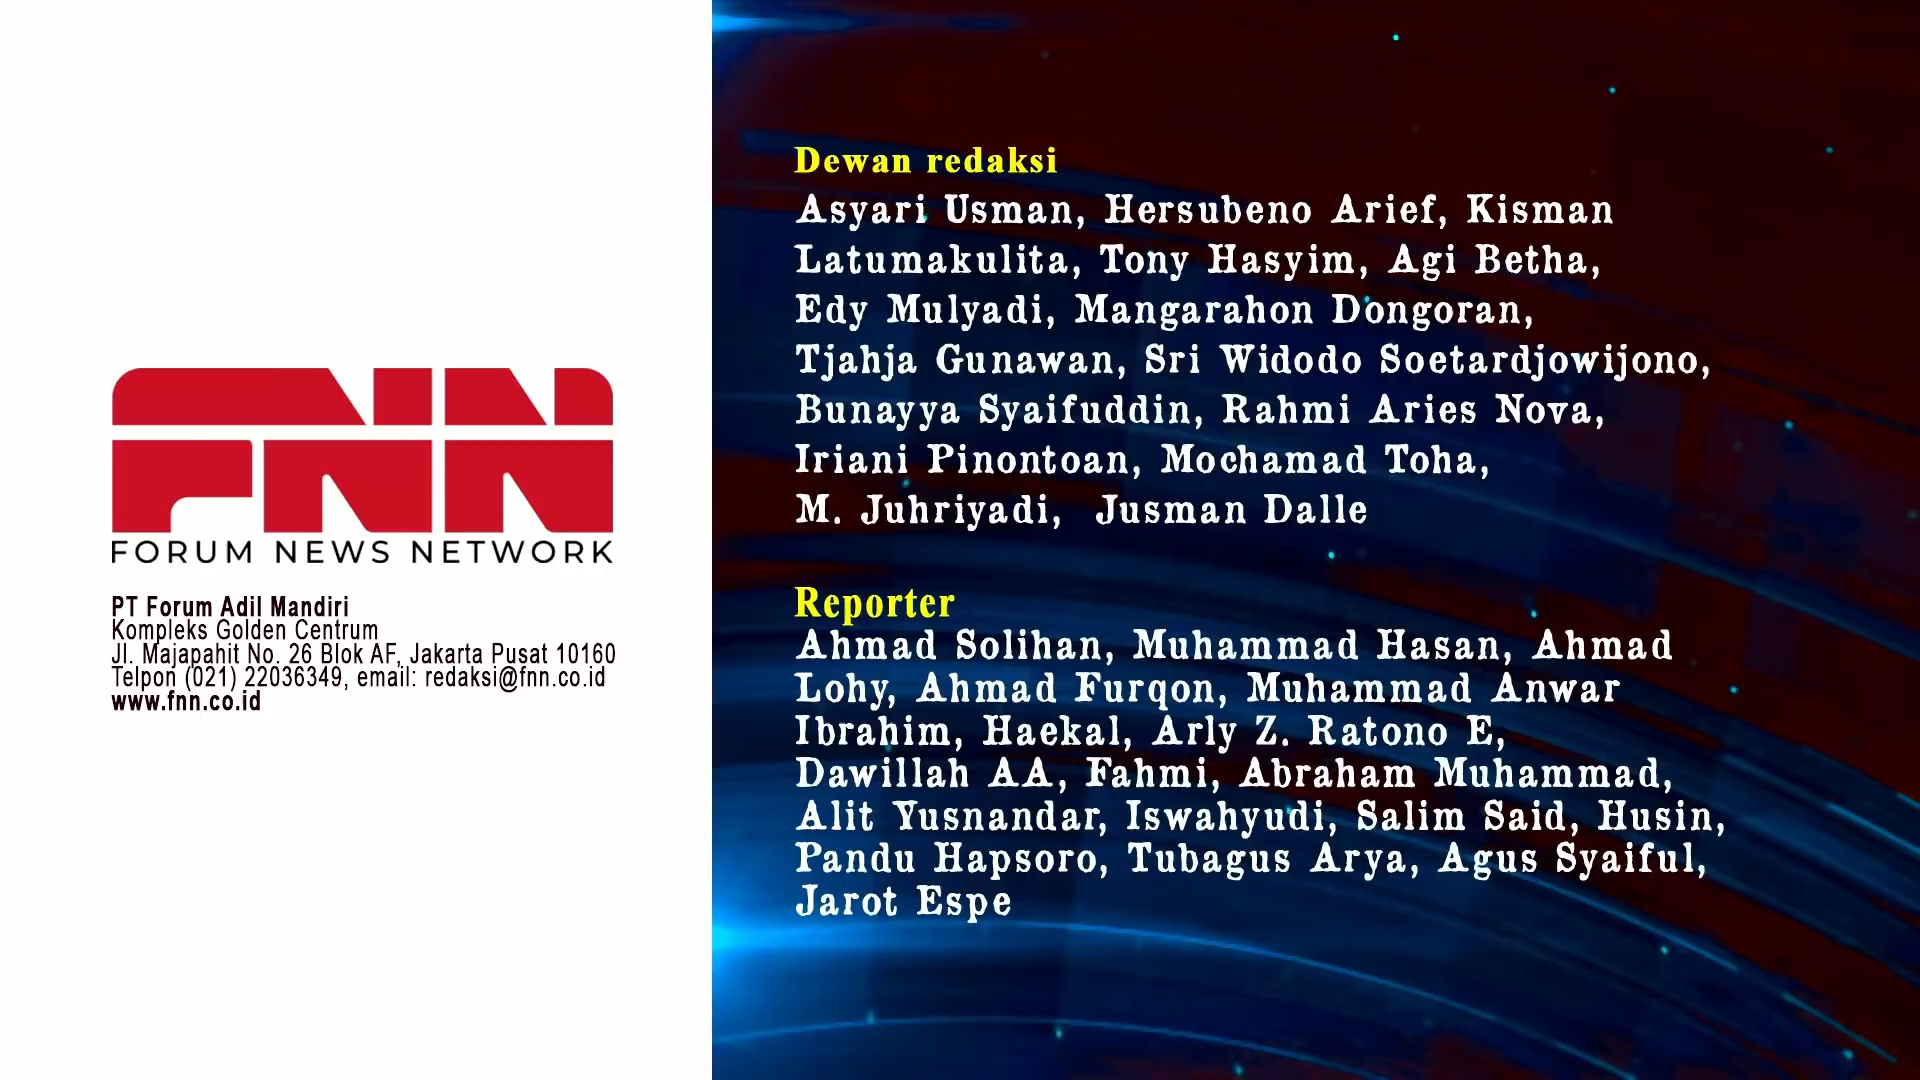 FNN
FORUM NEWS NETWORK
PT Forum Adil Mandiri
Kompleks Golden Centrum
Jl. Majapahit No. 26 Blok AF, Jakarta Pusat 10160
Telpon (021) 22036349, email: redaksi@fnn.co.id
www.fnn.co.id
Dewan redaksi
Asyari Usman, Hersubeno Arief, Kisman
Latumakulita, Tony Hasyim, Agi Betha,
Edy Mulyadi, Mangarahon Dongoran,
Tjahja Gunawan, Sri Widodo Soetardjowijono,
Bunayya Syaifuddin, Rahmi Aries Nova,
Iriani Pinontoan, Mochamad Toha,
M. Juhriyadi,  Jusman Dalle
Reporter
Ahmad Solihan, Muhammad Hasan, Ahmad
Lohy, Ahmad Furqon, Muhammad Anwar
Ibrahim, Haekal, Arly Z. Ratono E,
Dawillah AA, Fahmi, Abraham Muhammad,
Alit Yusnandar, Iswahyudi, Salim Said, Husin,
Pandu Hapsoro, Tubagus Arya, Agus Syaiful,
Jarot Espe